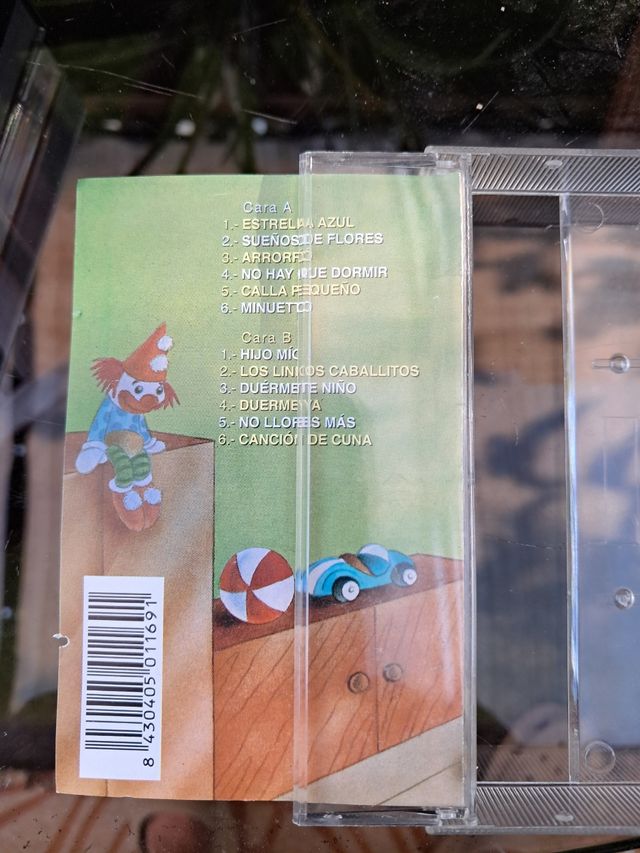 Cara A
1.- ESTRELLA AZUL
2.- SUEÑOS DE FLORES
3.- ARRORRO
4.- NO HAY QUE DORMIR
5.- CALLA PEQUEÑO
6.- MINUETTO
Cara B
1.- HIJO MÍO
2.- LOS LINDOS CABALLITOS
3.- DUÉRMETE NIÑO
4.- DUERME YA
5.- NO LLORES MÁS
6.- CANCIÓN DE CUNA
8 430405 011691